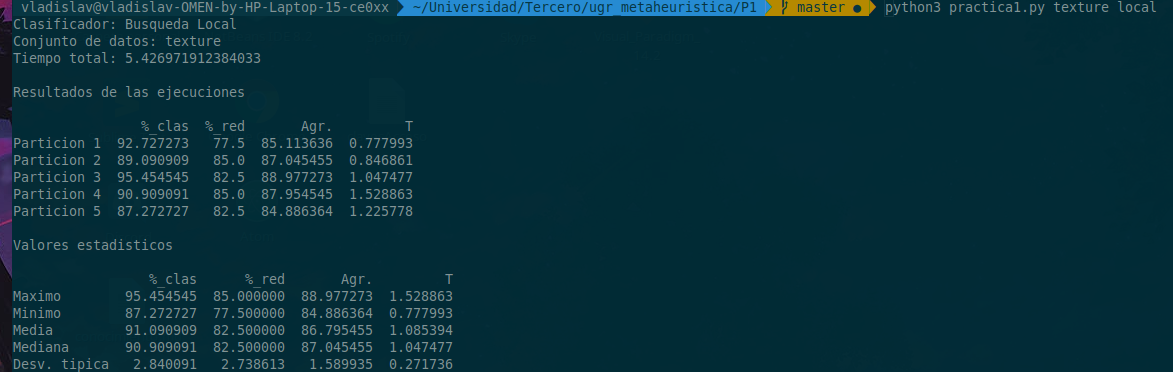 vladislav@vladislav-OMEN-by-HP-Laptop-15-ce0xx ~/Universidad/Tercero/ugr_metaheuristica/P1 master ● python3 practica1.py texture local
Clasificador: Busqueda Local
Conjunto de datos: texture
Tiempo total: 5.426971912384033
Resultados de las ejecuciones
%_clas %_red Agr. T
Particion 1 92.727273 77.5 85.113636 0.777993
Particion 2 89.090909 85.0 87.045455 0.846861
Particion 3 95.454545 82.5 88.977273 1.047477
Particion 4 90.909091 85.0 87.954545 1.528863
Particion 5 87.272727 82.5 84.886364 1.225778
Valores estadisticos
%_clas %_red Agr. T
Maximo 95.454545 85.000000 88.977273 1.528863
Minimo 87.272727 77.500000 84.886364 0.777993
Media 91.090909 82.500000 86.795455 1.085394
Mediana 90.909091 82.500000 87.045455 1.047477
Desv. tipica 2.840091 2.738613 1.589935 0.271736